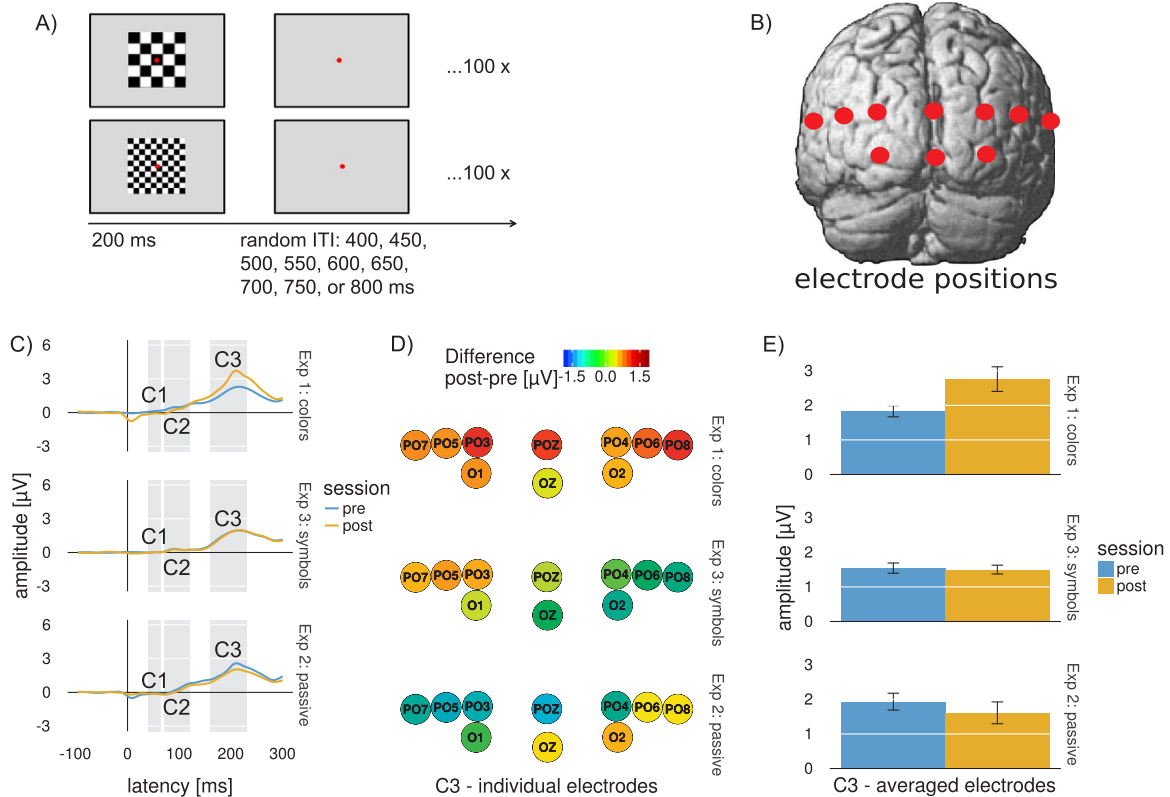 A)
...100 x
...100 x
200 ms
random ITI: 400, 450,
500, 550, 600, 650,
700, 750, or 800 ms
B)
electrode positions
C)
amplitude [µV]
6
3
0
-3
C1
C2
C3
Exp 1: colors
6
3
0
-3
C1
C2
C3
Exp 3: symbols
6
3
0
-3
C1
C2
C3
Exp 2: passive
-100
0
100
200
300
latency [ms]
session
pre
post
D)
Difference
post-pre [µV]
-1.5
0.0
1.5
PO7 PO5 PO3 POZ PO4 PO6 PO8
O1 OZ O2
Exp 1: colors
PO7 PO5 PO3 POZ PO4 PO6 PO8
O1 OZ O2
Exp 3: symbols
PO7 PO5 PO3 POZ PO4 PO6 PO8
O1 OZ O2
Exp 2: passive
C3 - individual electrodes
E)
amplitude [µV]
3
2
1
0
Exp 1: colors
3
2
1
0
Exp 3: symbols
3
2
1
0
Exp 2: passive
C3 - averaged electrodes
session
pre
post